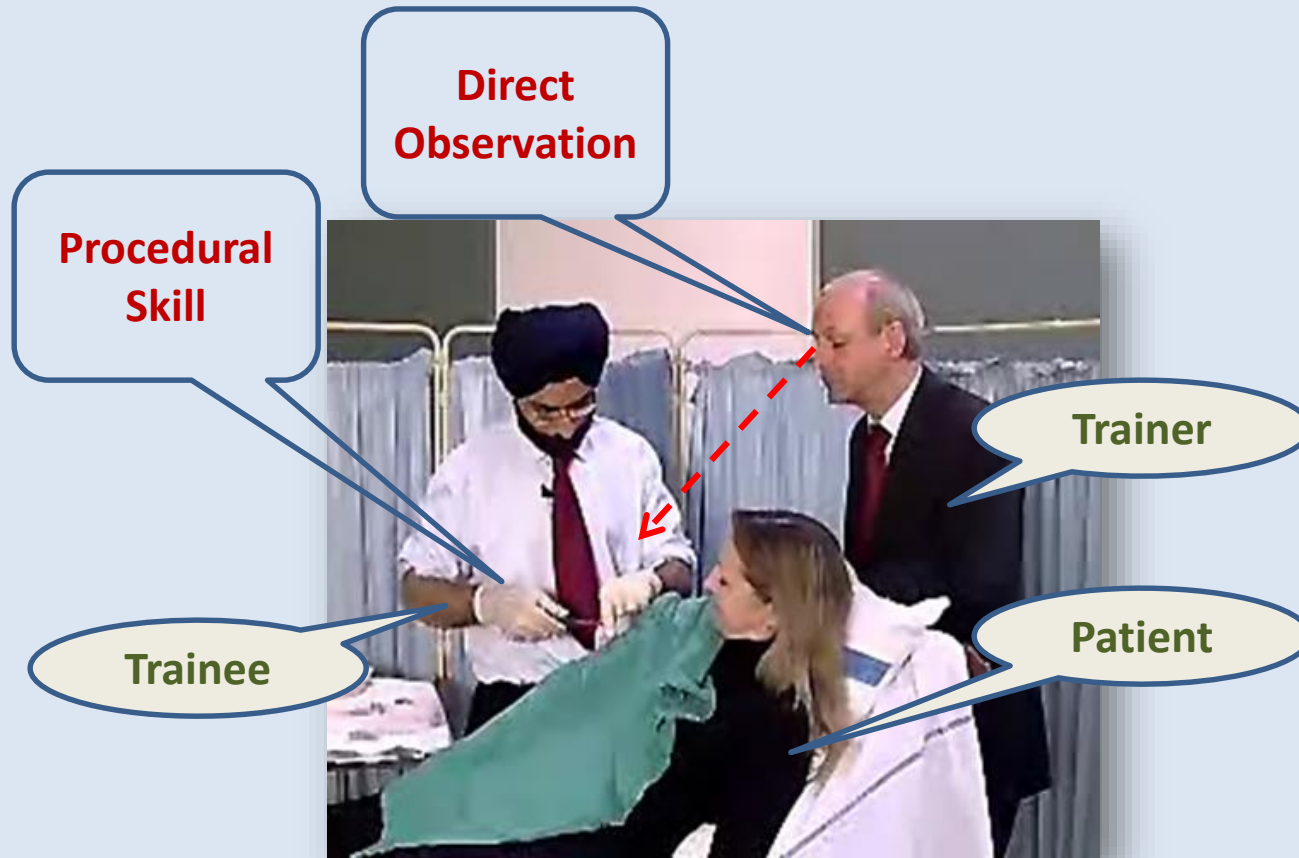 Direct
Observation
Procedural
Skill
Trainer
Patient
Trainee